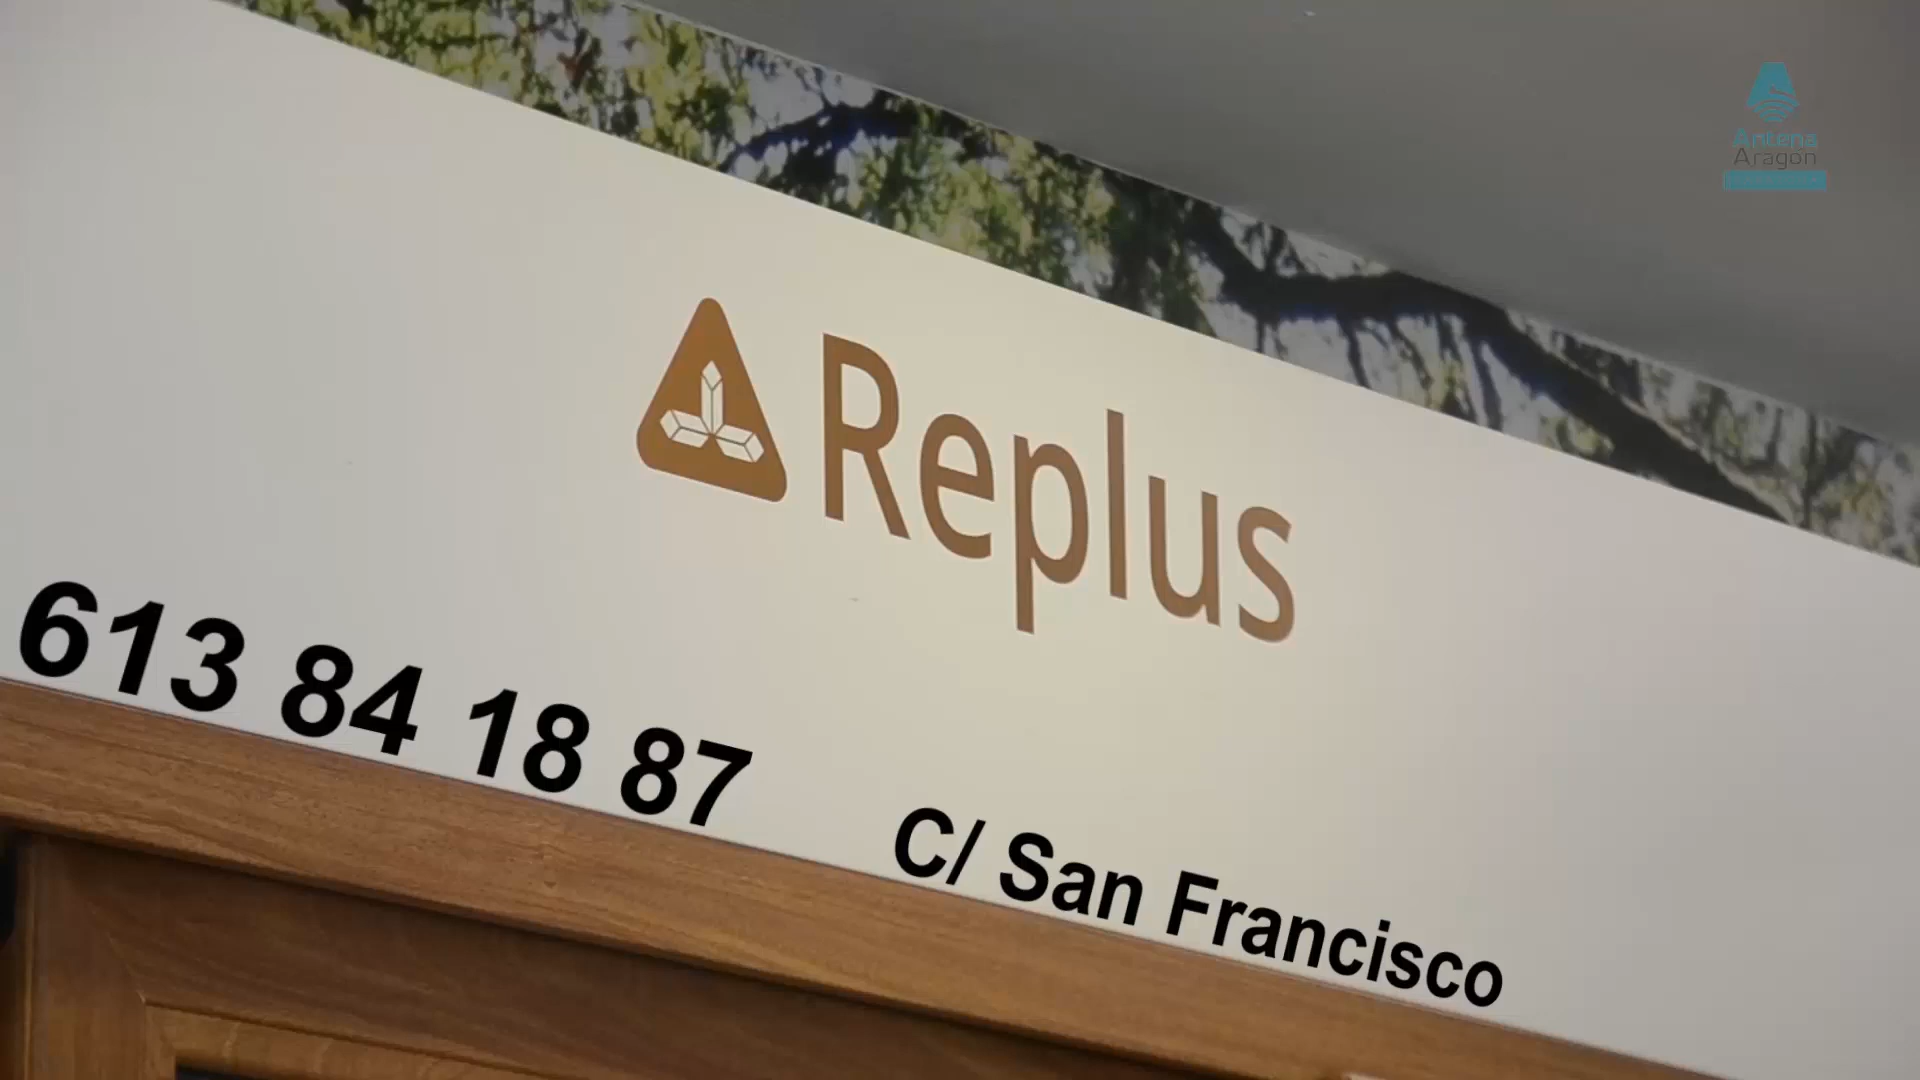 Antena
Aragon
Replus
613 84 18 87
C/ San Francisco